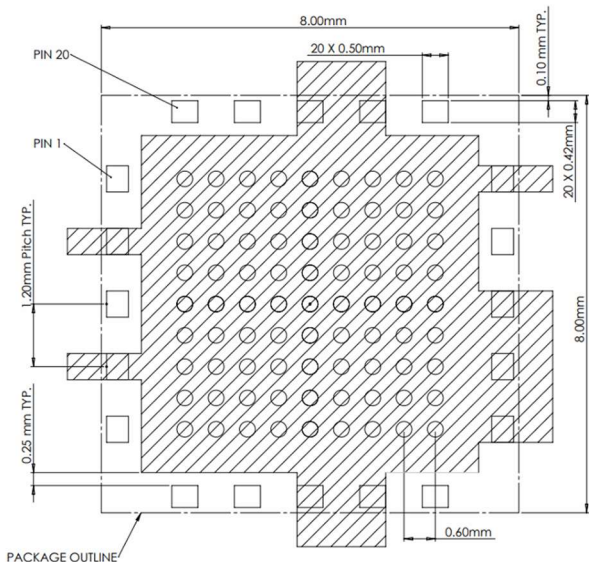 8.00mm
20 X 0.50mm
0.10 mm TYP.
PIN 20
20 X 0.42mm
PIN 1
1.20mm Pitch TYP.
8.00mm
0.25 mm TYP.
0.60mm
PACKAGE OUTLINE